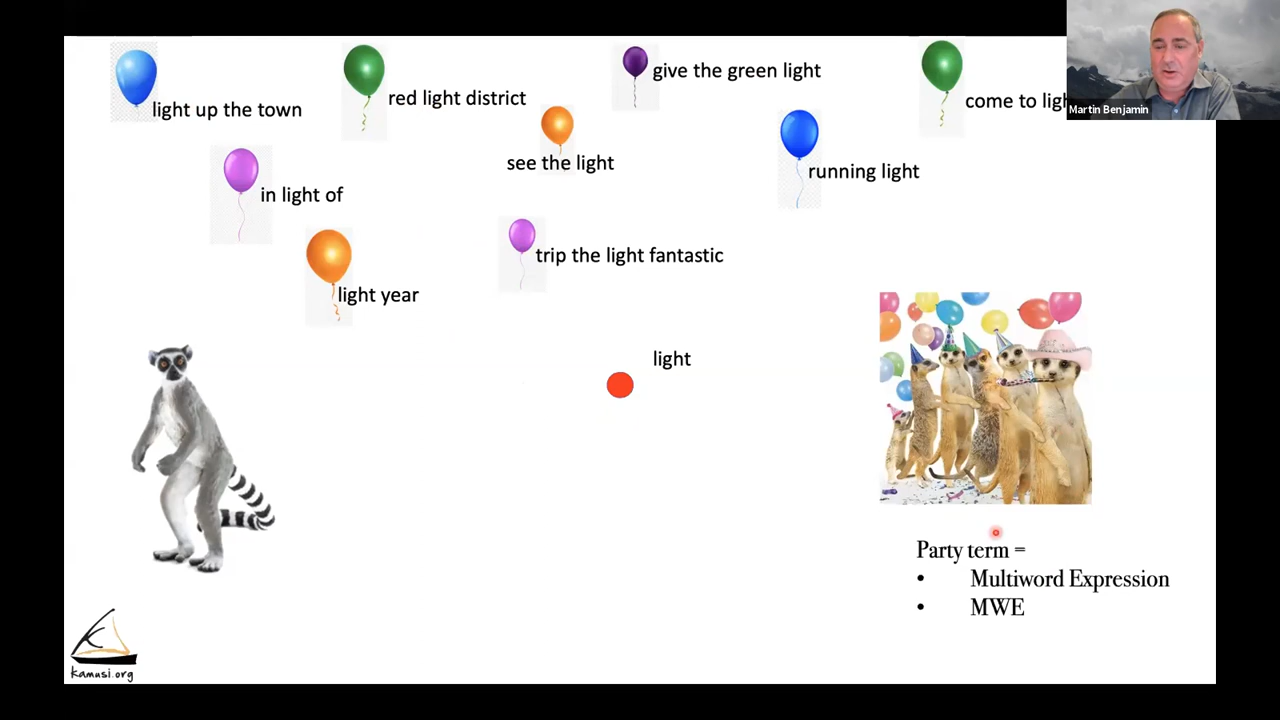 give the green light
red light district
come to
light up the town
Martin Benjamin
see the light
running light
in light of
trip the light fantastic
light year
light
Party term =
• Multiword Expression
• MWE
kamusi.org